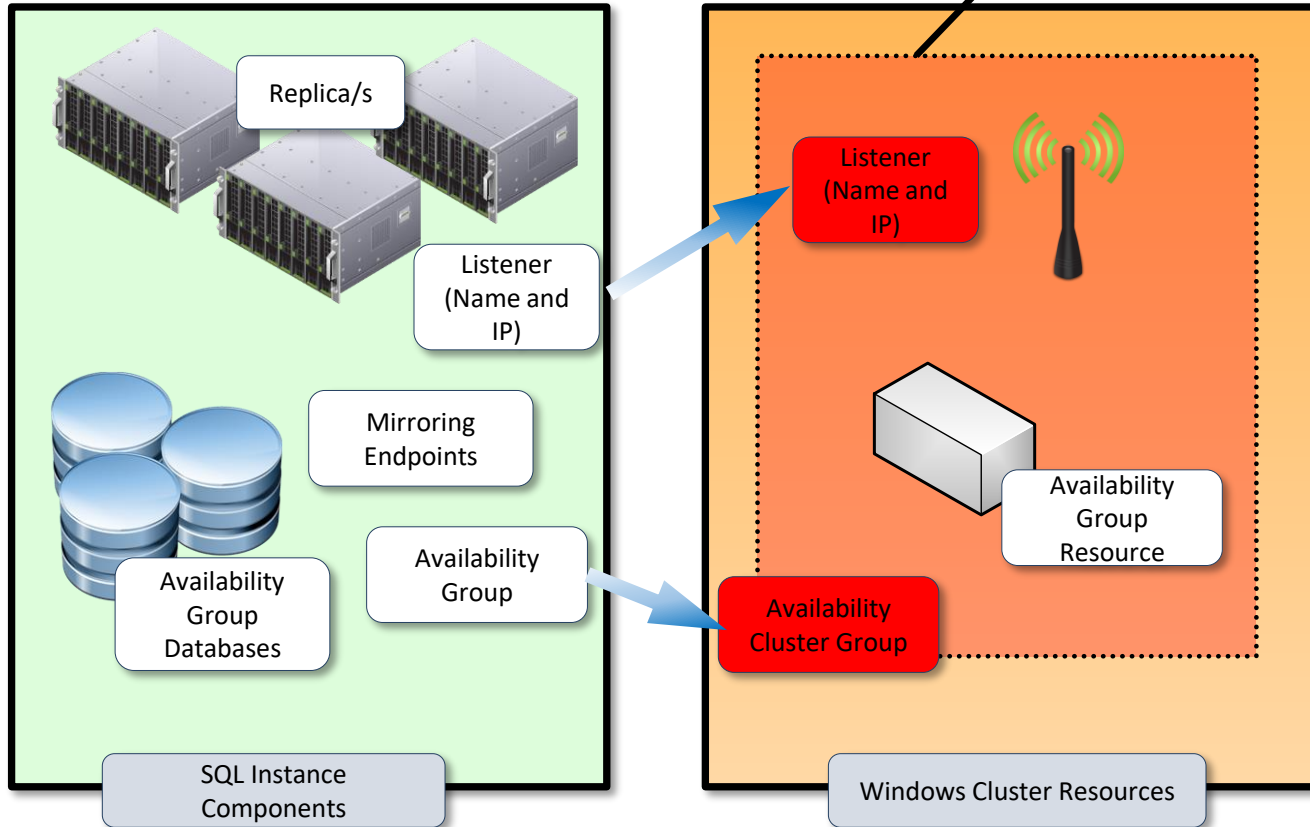 Replica/s
Listener
(Name and
IP)
Mirroring
Endpoints
Availability
Group
Availability
Group
Databases
SQL Instance
Components
Listener
(Name and
IP)
Availability
Group
Resource
Availability
Cluster Group
Windows Cluster Resources